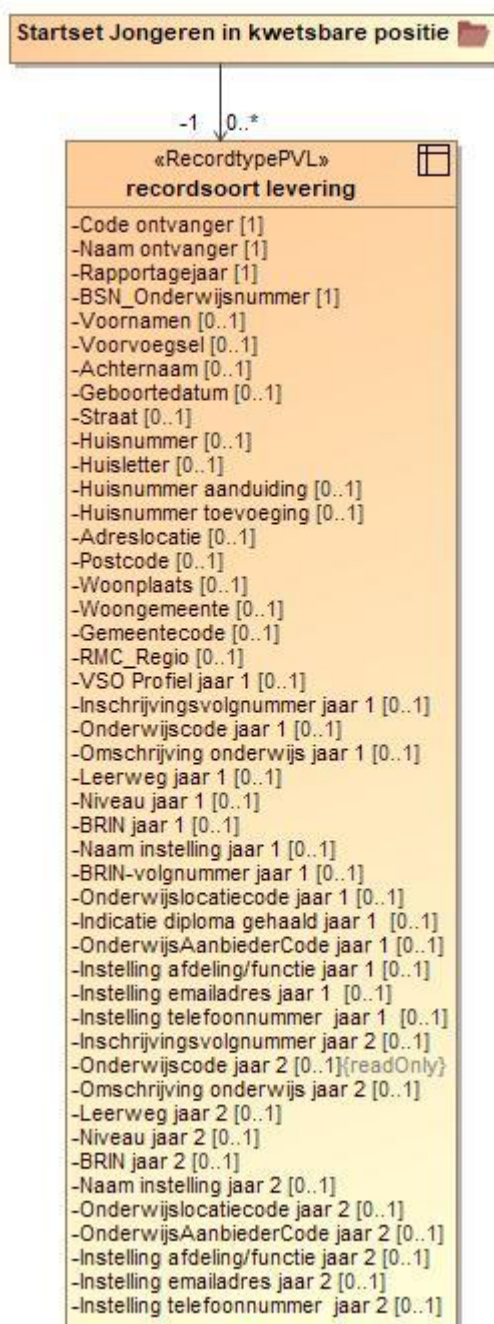 Startset Jongeren in kwetsbare positie
-1 0..*
«RecordtypePVL»
recordsoort levering
-Code ontvanger [1]
-Naam ontvanger [1]
-Rapportagejaar [1]
-BSN_Onderwijsnummer [1]
-Voornamen [0..1]
-Voorvoegsel [0..1]
-Achternaam [0..1]
-Geboortedatum [0..1]
-Straat [0..1]
-Huisnummer [0..1]
-Huisletter [0..1]
-Huisnummer aanduiding [0..1]
-Huisnummer toevoeging [0..1]
-Adreslocatie [0..1]
-Postcode [0..1]
-Woonplaats [0..1]
-Woongemeente [0..1]
-Gemeentecode [0..1]
-RMC_Regio [0..1]
-VSO Profiel jaar 1 [0..1]
-Inschrijvingsvolgnummer jaar 1 [0..1]
-Onderwijscode jaar 1 [0..1]
-Omschrijving onderwijs jaar 1 [0..1]
-Leerweg jaar 1 [0..1]
-Niveau jaar 1 [0..1]
-BRIN jaar 1 [0..1]
-Naam instelling jaar 1 [0..1]
-BRIN-volgnummer jaar 1 [0..1]
-Onderwijslocatiecode jaar 1 [0..1]
-Indicatie diploma gehaald jaar 1 [0..1]
-OnderwijsAanbiederCode jaar 1 [0..1]
-Instelling afdeling/functie jaar 1 [0..1]
-Instelling emailadres jaar 1 [0..1]
-Instelling telefoonnummer jaar 1 [0..1]
-Inschrijvingsvolgnummer jaar 2 [0..1]
-Onderwijscode jaar 2 [0..1]{readOnly}
-Omschrijving onderwijs jaar 2 [0..1]
-Leerweg jaar 2 [0..1]
-Niveau jaar 2 [0..1]
-BRIN jaar 2 [0..1]
-Naam instelling jaar 2 [0..1]
-Onderwijslocatiecode jaar 2 [0..1]
-OnderwijsAanbiederCode jaar 2 [0..1]
-Instelling afdeling/functie jaar 2 [0..1]
-Instelling emailadres jaar 2 [0..1]
-Instelling telefoonnummer jaar 2 [0..1]